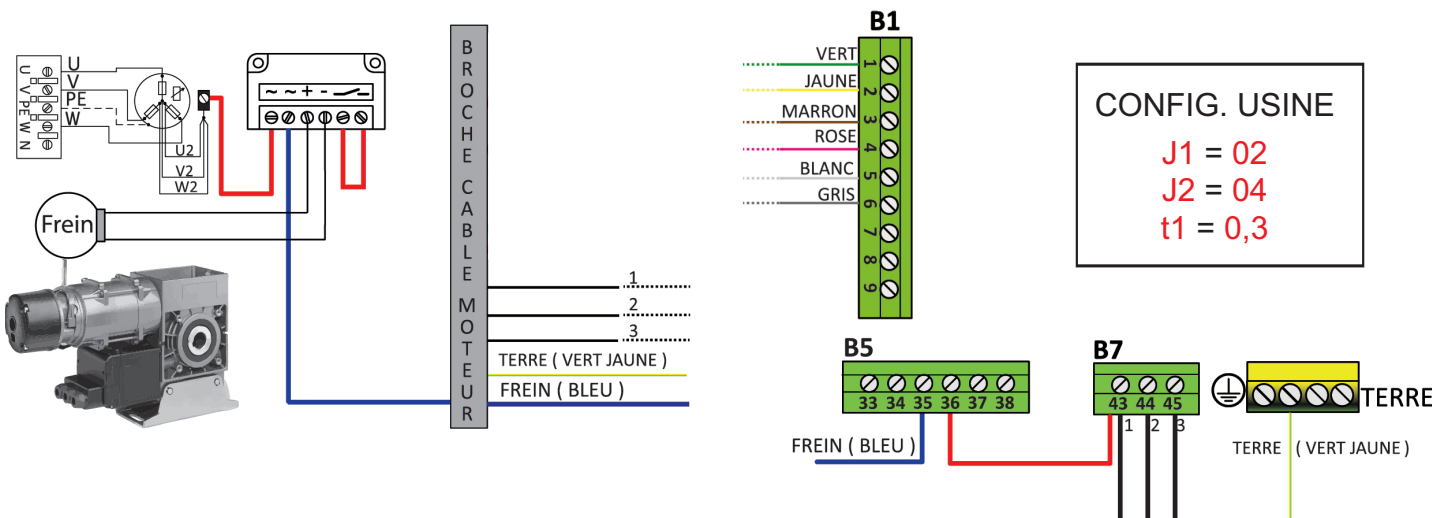 U
V
PE
W
U
V
PE
W
N
U2
V2
W2
~ ~ + -
Frein
BROCHE CABLE MOTEUR
1
2
3
TERRE ( VERT JAUNE )
FREIN ( BLEU )
B1
VERT
JAUNE
MARRON
ROSE
BLANC
GRIS
1
2
3
4
5
6
7
8
9
CONFIG. USINE
J1 = 02
J2 = 04
t1 = 0,3
B5
33 34 35 36 37 38
FREIN ( BLEU )
B7
43 44 45
1 2 3
TERRE
TERRE ( VERT JAUNE )